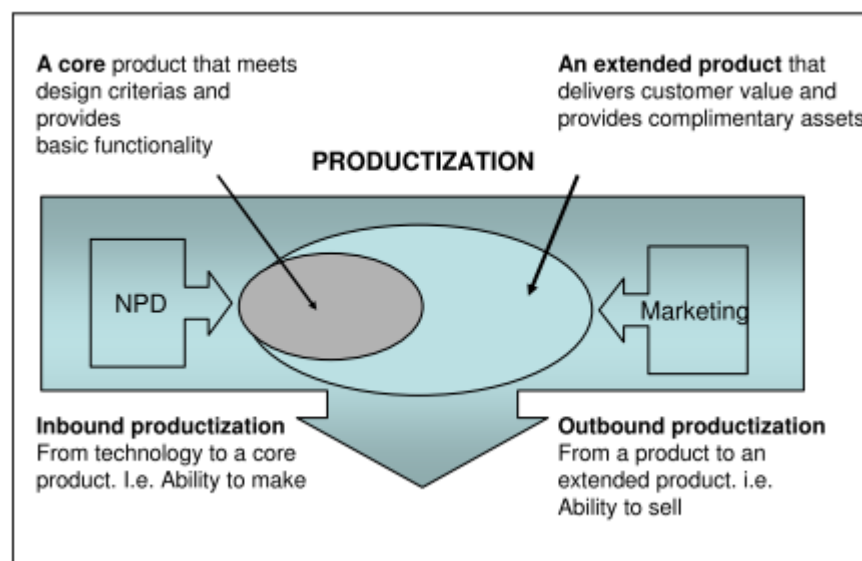 A core product that meets
design criterias and
provides
basic functionality
An extended product that
delivers customer value and
provides complimentary assets
PRODUCTIZATION
NPD
Marketing
Inbound productization
From technology to a core
product. I.e. Ability to make
Outbound productization
From a product to an
extended product. i.e.
Ability to sell